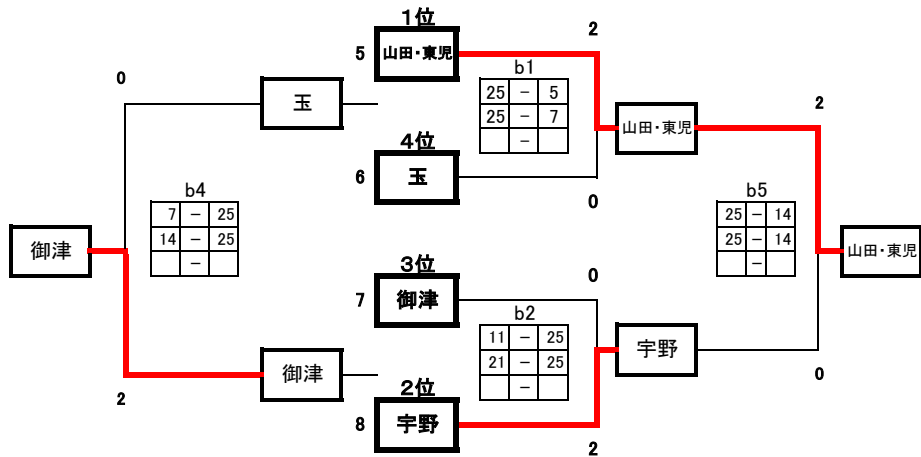 1位
5 山田・東児 2
b1
25 - 5
25 - 7
-
0 玉 山田・東児 2
4位
6 玉 0
b4
7 - 25
14 - 25
-
b5
25 - 14
25 - 14
-
御津 山田・東児
3位
7 御津 0
b2
11 - 25
21 - 25
-
御津 宇野 0
2 2位
8 宇野 2